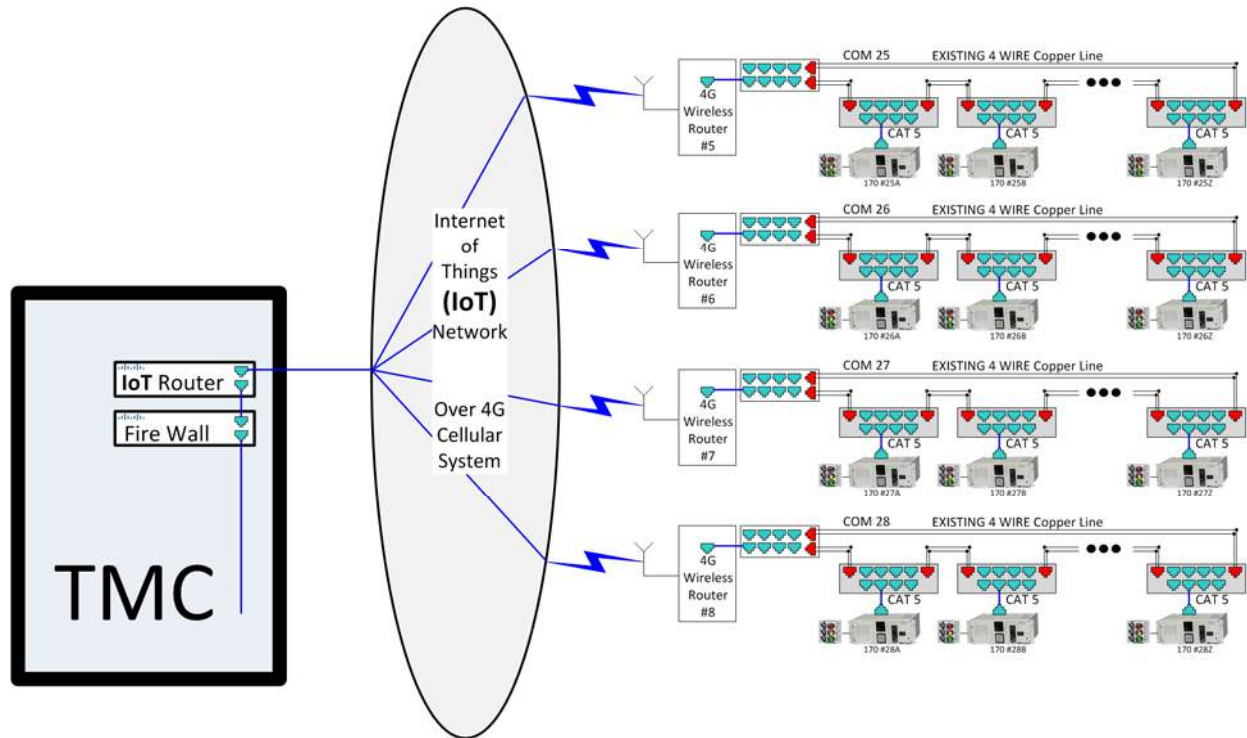 COM 25 EXISTING 4 WIRE Copper Line
4G
Wireless
Router
#5
CAT 5 CAT 5 CAT 5
170 #25A 170 #25B 170 #25Z
COM 26 EXISTING 4 WIRE Copper Line
4G
Wireless
Router
#6
CAT 5 CAT 5 CAT 5
170 #26A 170 #26B 170 #26Z
COM 27 EXISTING 4 WIRE Copper Line
4G
Wireless
Router
#7
CAT 5 CAT 5 CAT 5
170 #27A 170 #27B 170 #27Z
COM 28 EXISTING 4 WIRE Copper Line
4G
Wireless
Router
#8
CAT 5 CAT 5 CAT 5
170 #28A 170 #28B 170 #28Z
Internet
of
Things
(IoT)
Network
Over 4G
Cellular
System
IoT Router
Fire Wall
TMC